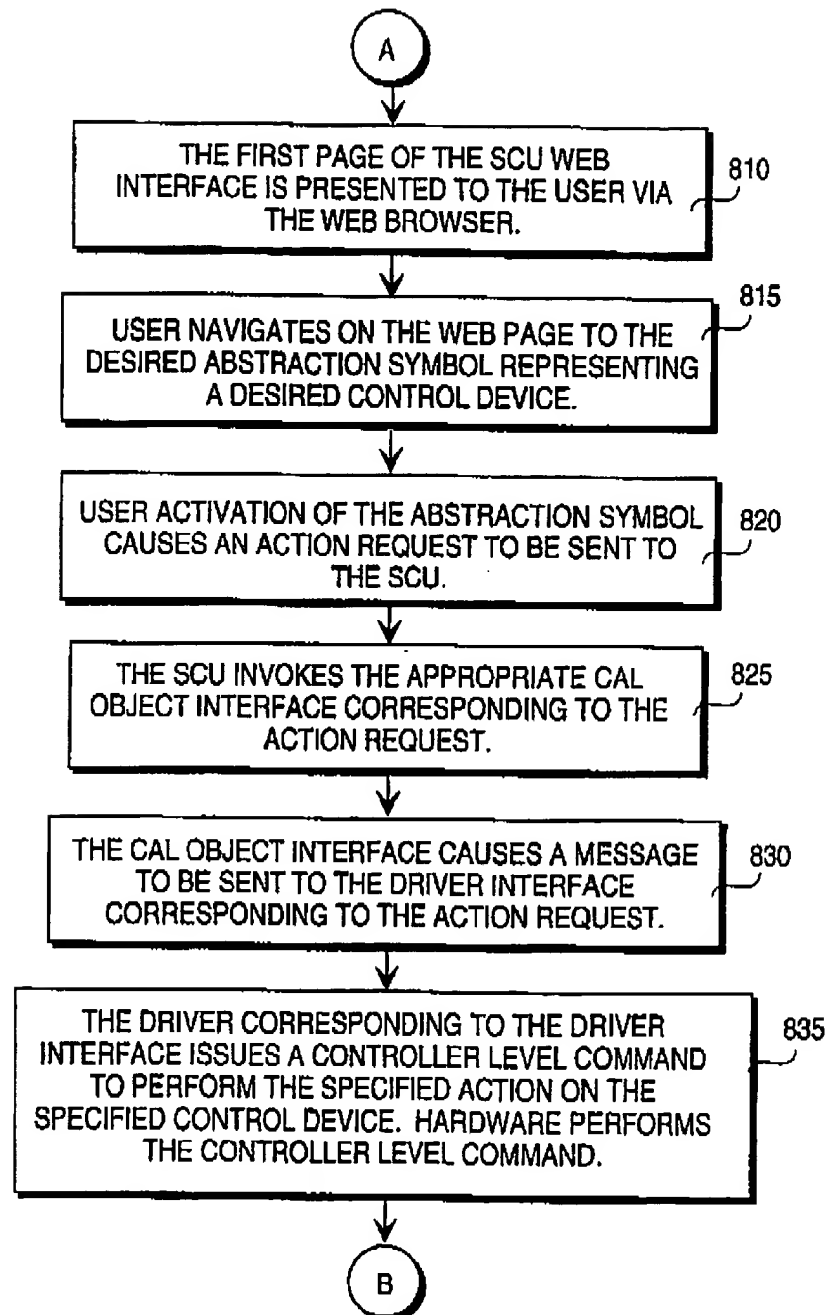 A
THE FIRST PAGE OF THE SCU WEB
INTERFACE IS PRESENTED TO THE USER VIA
THE WEB BROWSER.
810
USER NAVIGATES ON THE WEB PAGE TO THE
DESIRED ABSTRACTION SYMBOL REPRESENTING
A DESIRED CONTROL DEVICE.
815
USER ACTIVATION OF THE ABSTRACTION SYMBOL
CAUSES AN ACTION REQUEST TO BE SENT TO
THE SCU.
820
THE SCU INVOKES THE APPROPRIATE CAL
OBJECT INTERFACE CORRESPONDING TO THE
ACTION REQUEST.
825
THE CAL OBJECT INTERFACE CAUSES A MESSAGE
TO BE SENT TO THE DRIVER INTERFACE
CORRESPONDING TO THE ACTION REQUEST.
830
THE DRIVER CORRESPONDING TO THE DRIVER
INTERFACE ISSUES A CONTROLLER LEVEL COMMAND
TO PERFORM THE SPECIFIED ACTION ON THE
SPECIFIED CONTROL DEVICE. HARDWARE PERFORMS
THE CONTROLLER LEVEL COMMAND.
835
B